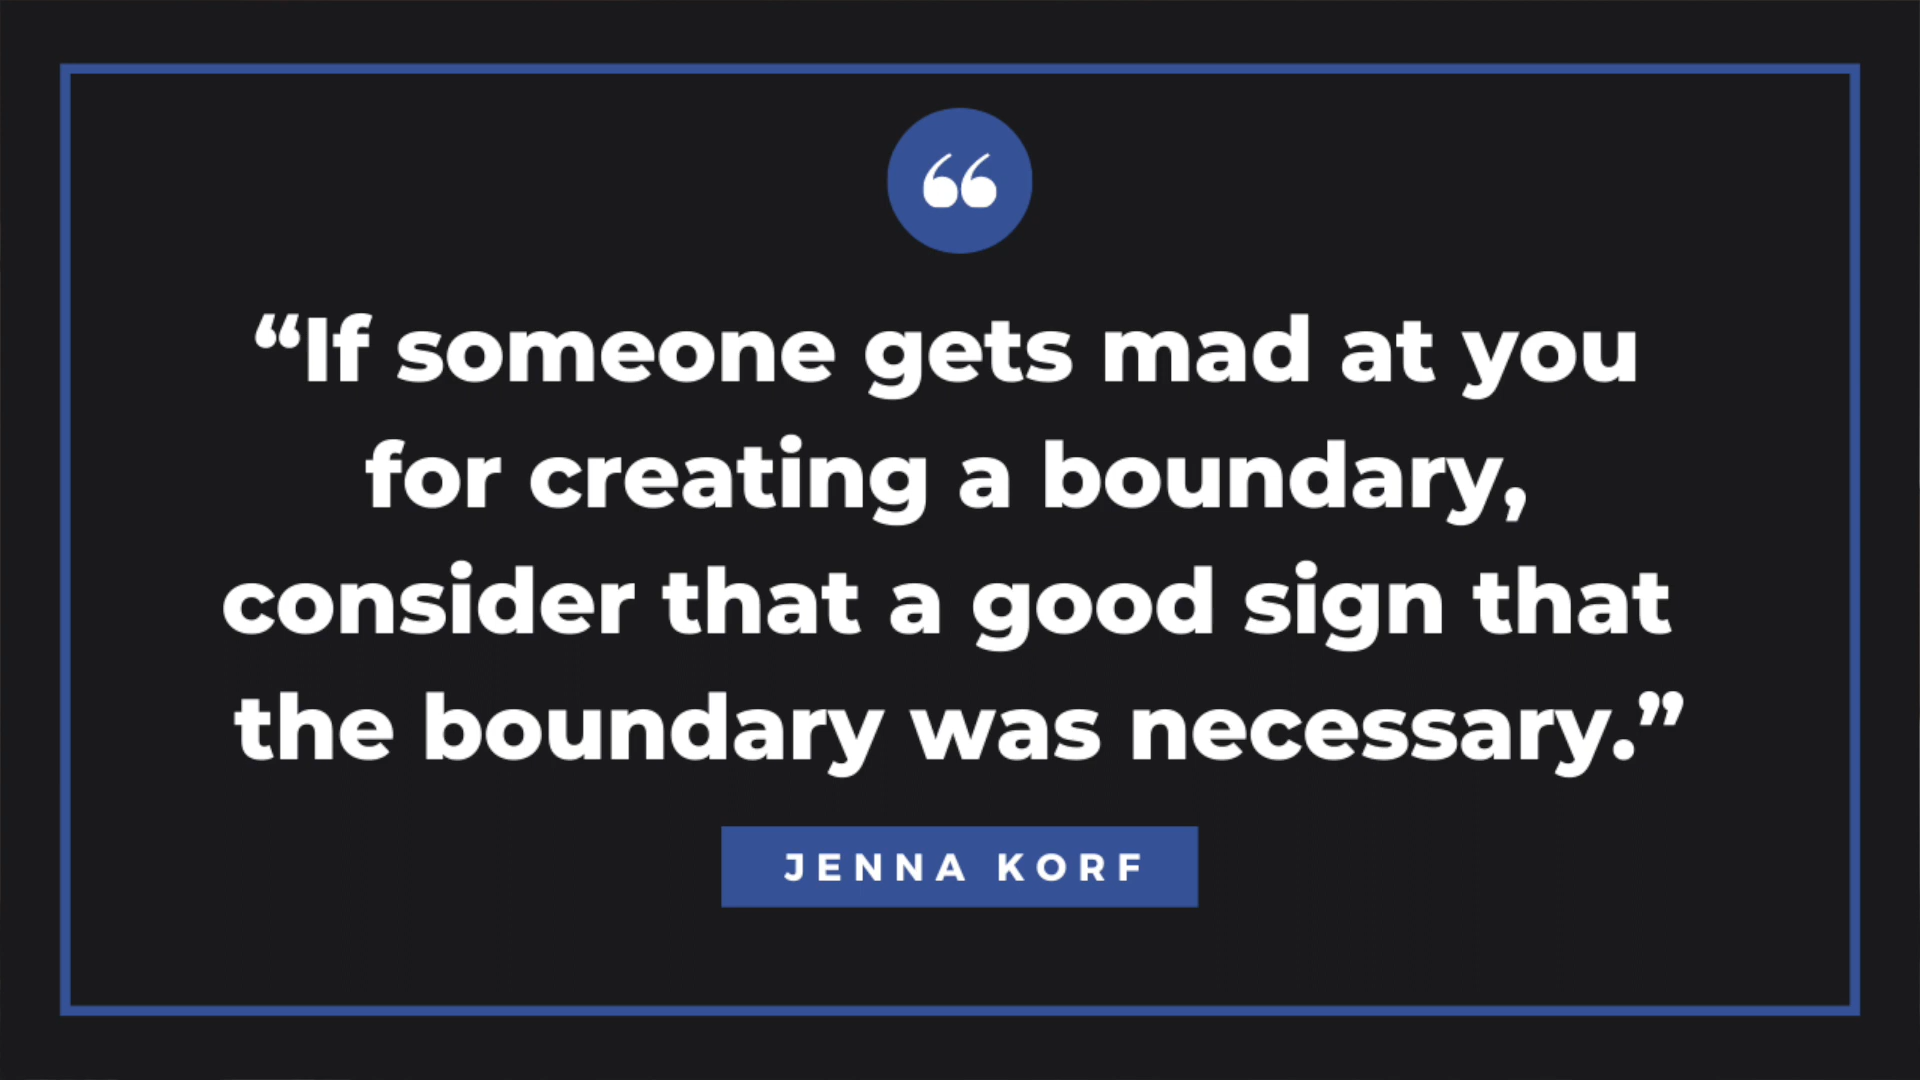 “
“If someone gets mad at you
for creating a boundary,
consider that a good sign that
the boundary was necessary.”
JENNA KORF